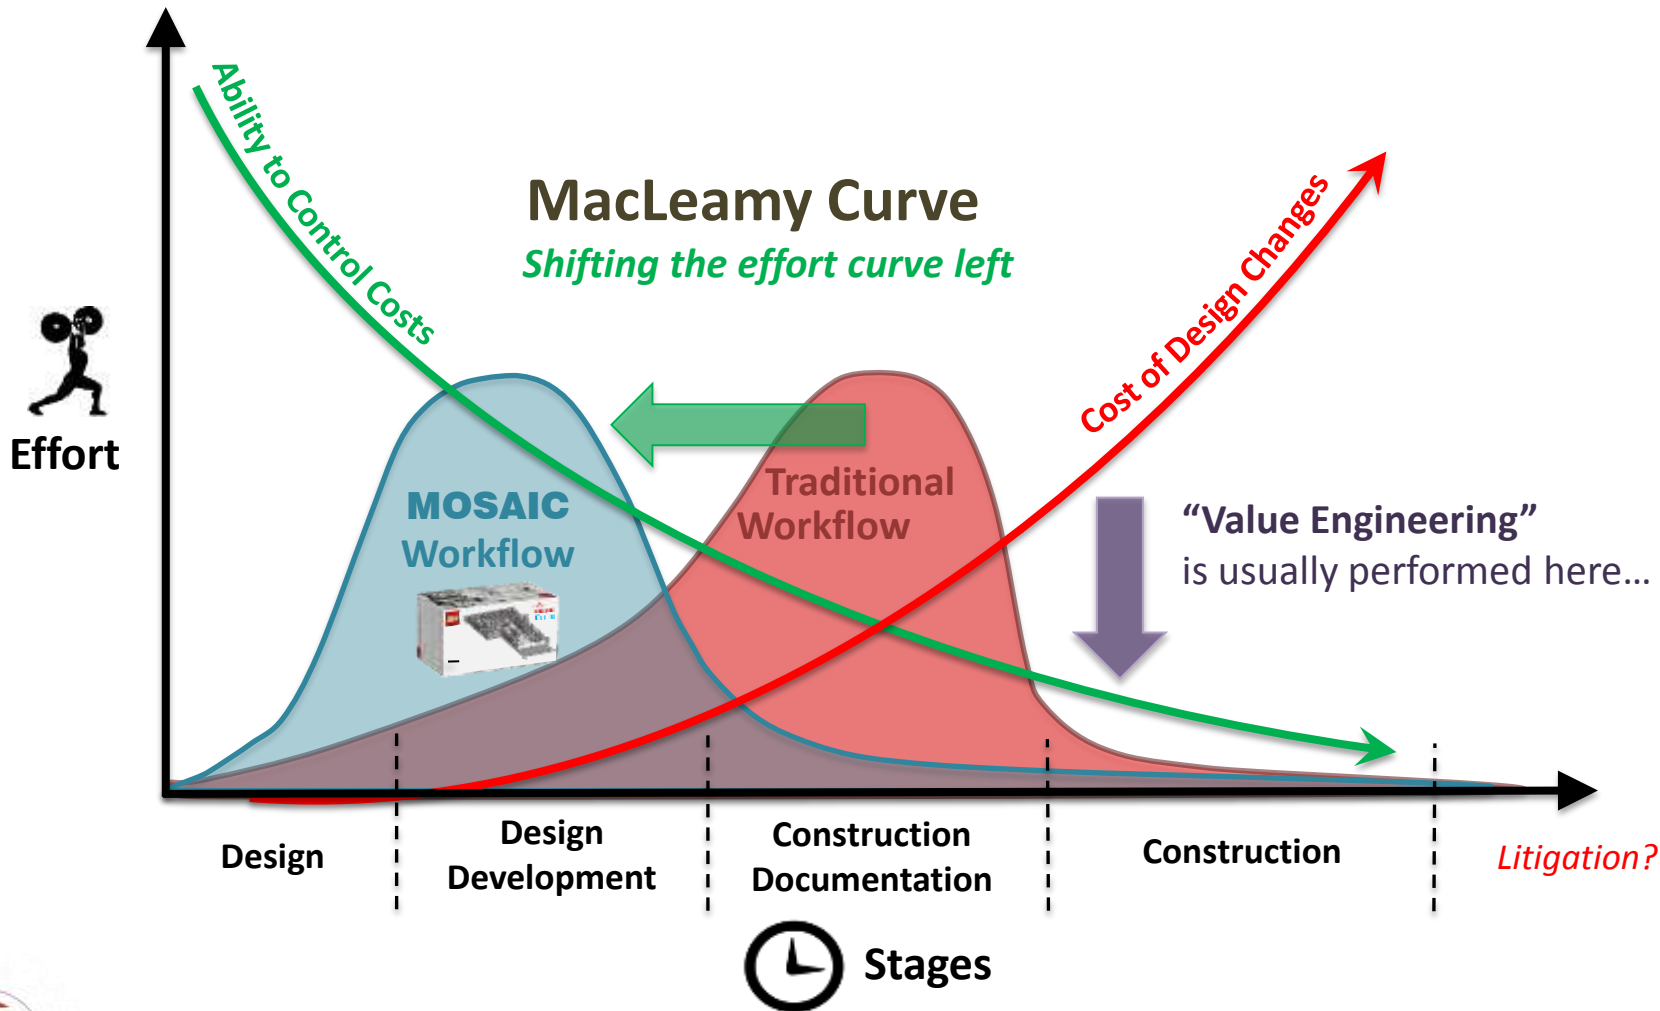 Ability to Control Costs
MacLeamy Curve
Shifting the effort curve left
Cost of Design Changes
Effort
MOSAIC
Workflow
Traditional
Workflow
“Value Engineering”
is usually performed here...
Design
Design
Development
Construction
Documentation
Construction
Litigation?
Stages